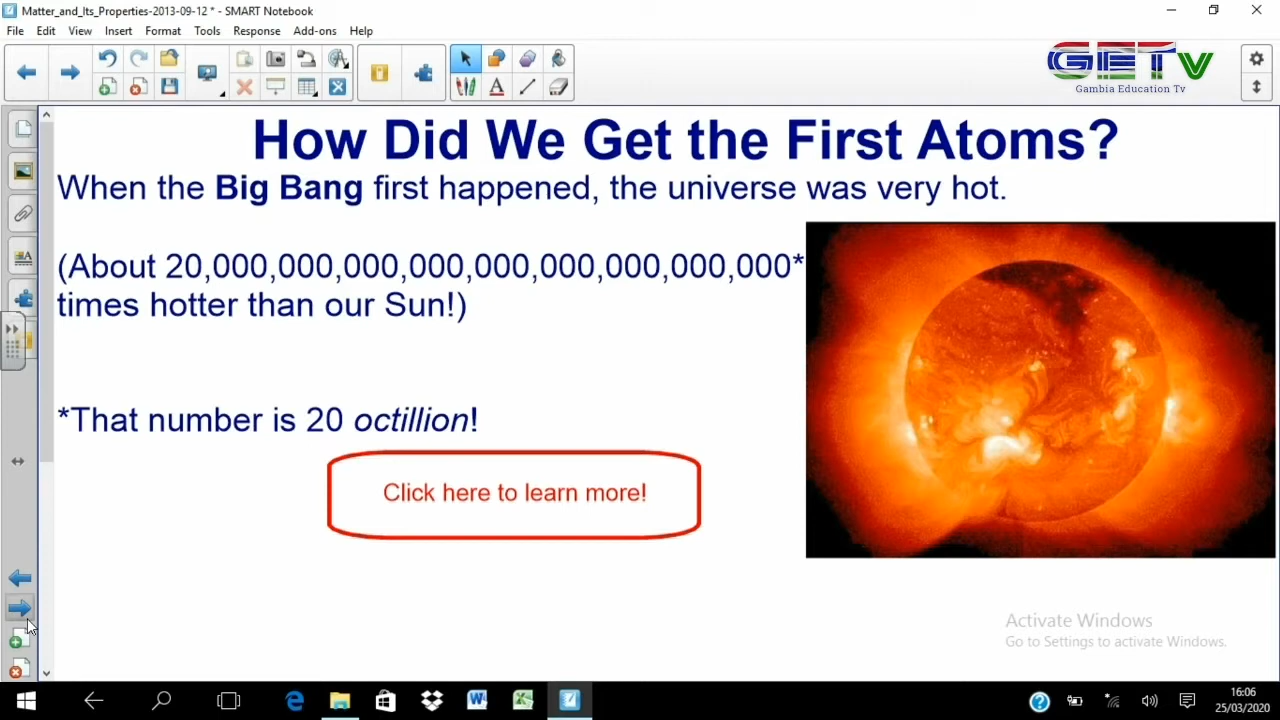 Matter_and_Its_Properties-2013-09-12 * - SMART Notebook
File Edit View Insert Format Tools Response Add-ons Help
GETv
Gambia Education Tv
How Did We Get the First Atoms?
When the Big Bang first happened, the universe was very hot.
(About 20,000,000,000,000,000,000,000,000,000*
times hotter than our Sun!)
*That number is 20 octillion!
Click here to learn more!
Activate Windows
Go to Settings to activate Windows.
16:06
25/03/2020